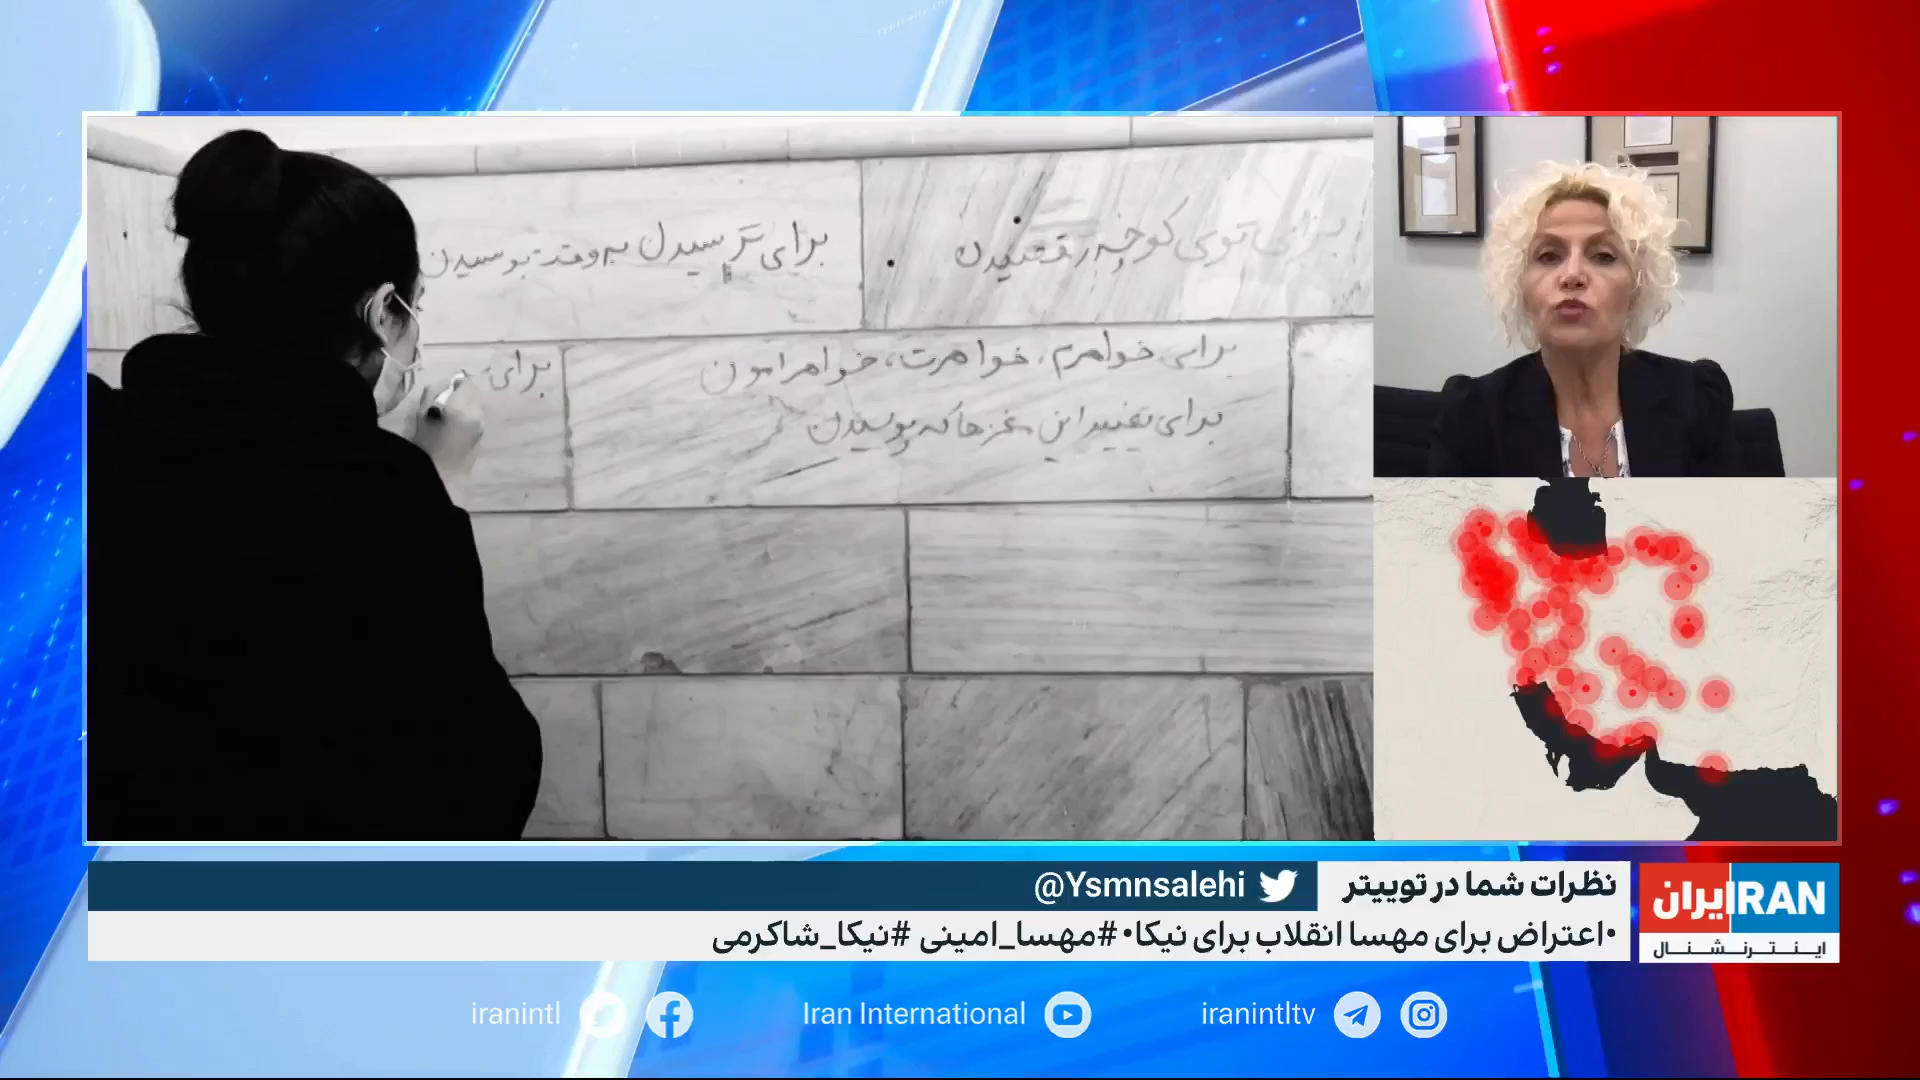 برای توی کوچه رقصیدن
برای ترسیدن به وقت بوسیدن
برای خواهرم، خواهرت، خواهرامون
برای تغییر این مغزها که پوسیدن
برای
نظرات شما در توییتر
@Ysmnsalehi
•اعتراض برای مهسا انقلاب برای نیکا•#مهسا_امینی #نیکا_شاکرمی
ایران IRAN
اینترنشنال
iranintl
Iran International
iranintltv